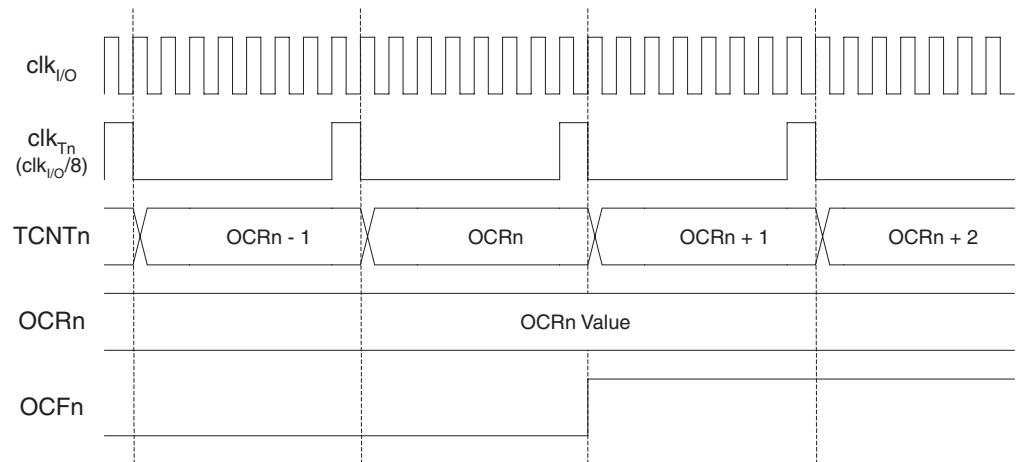 clkI/O
clkTn
(clkI/O/8)
TCNTn
OCRn - 1
OCRn
OCRn + 1
OCRn + 2
OCRn
OCRn Value
OCFn